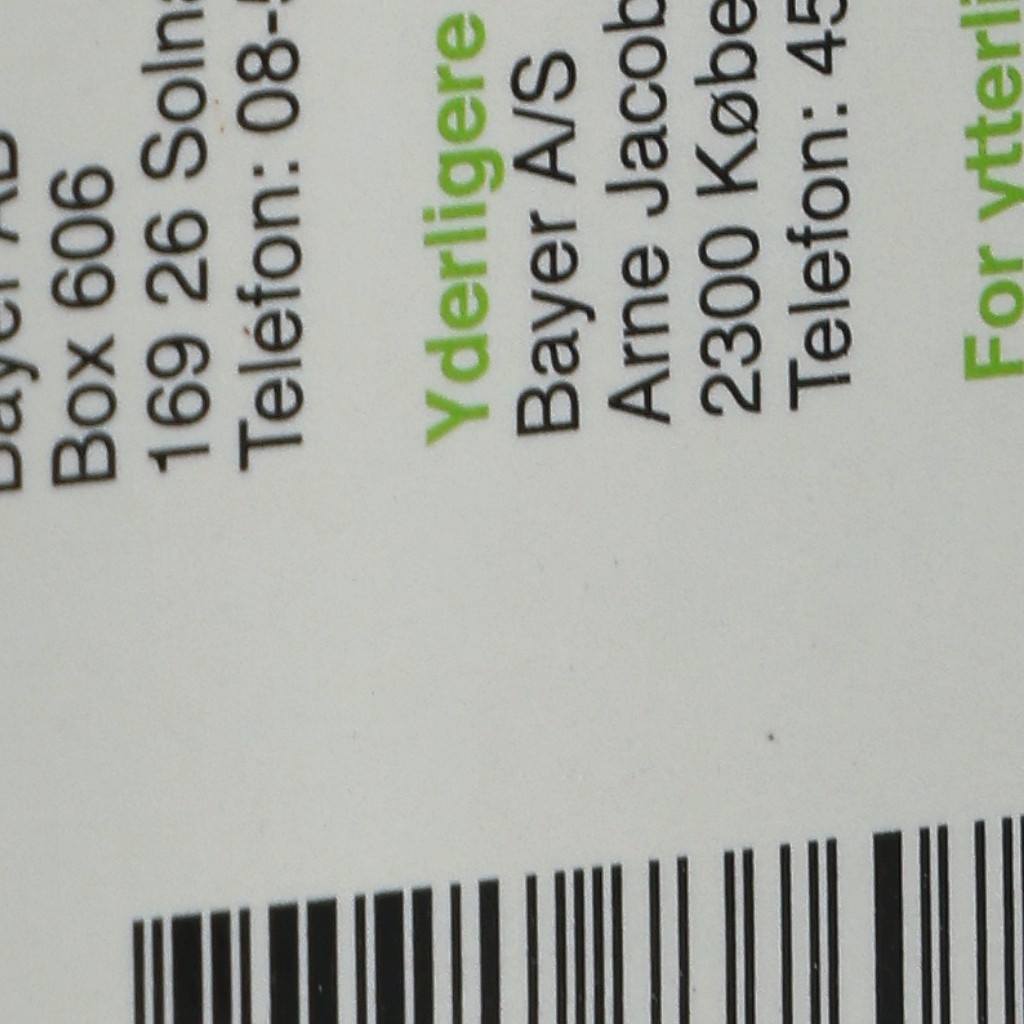 Box 606
169 26 Solna
Telefon: 08-
Yderligere
Bayer A/S
Arne Jacob
2300 Købe
Telefon: 45
For ytterli